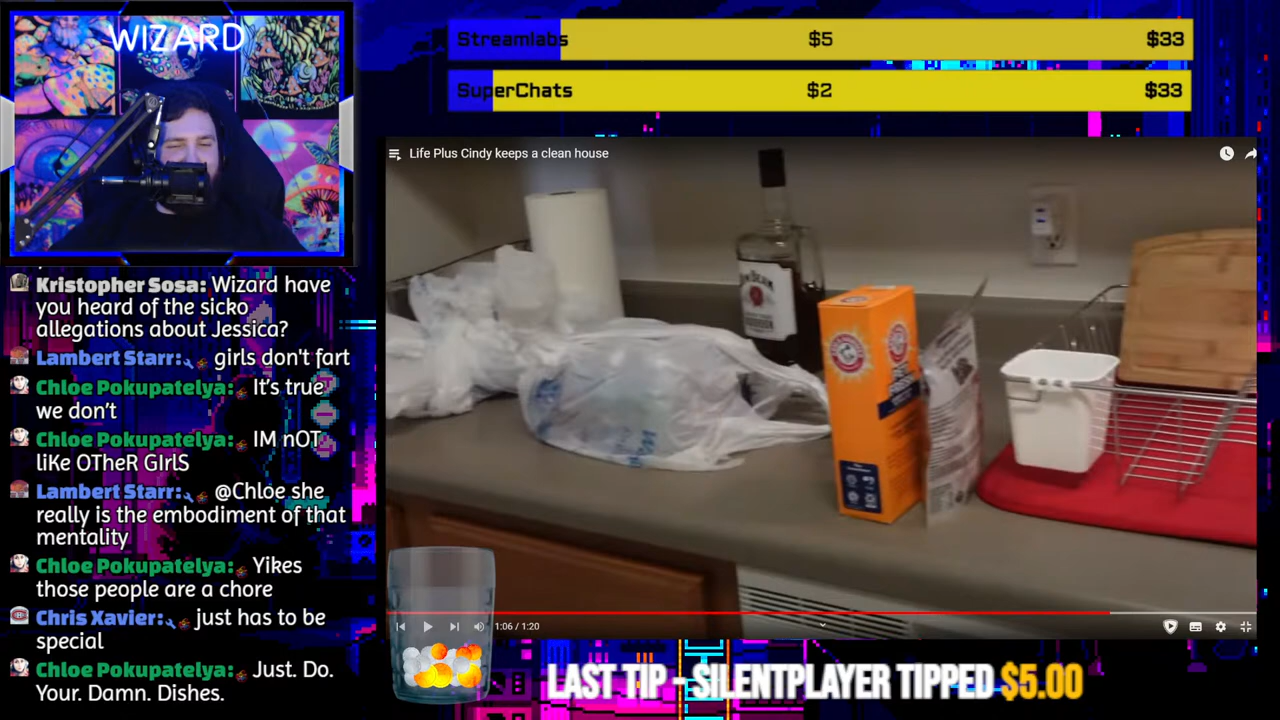 WIZARD
Streamlabs $5 $33
SuperChats $2 $33
Life Plus Cindy keeps a clean house
JIM BEAM
ARM & HAMMER
Kristopher Sosa: Wizard have
you heard of the sicko
allegations about Jessica?
Lambert Starr: girls don't fart
Chloe Pokupatelya: It's true
we don't
Chloe Pokupatelya: IM nOT
liKe OTheR GIrlS
Lambert Starr: @Chloe she
really is the embodiment of that
mentality
Chloe Pokupatelya: Yikes
those people are a chore
Chris Xavier: just has to be
special
Chloe Pokupatelya: Just. Do.
Your. Damn. Dishes.
1:06 / 1:20
LAST TIP - SILENTPLAYER TIPPED $5.00